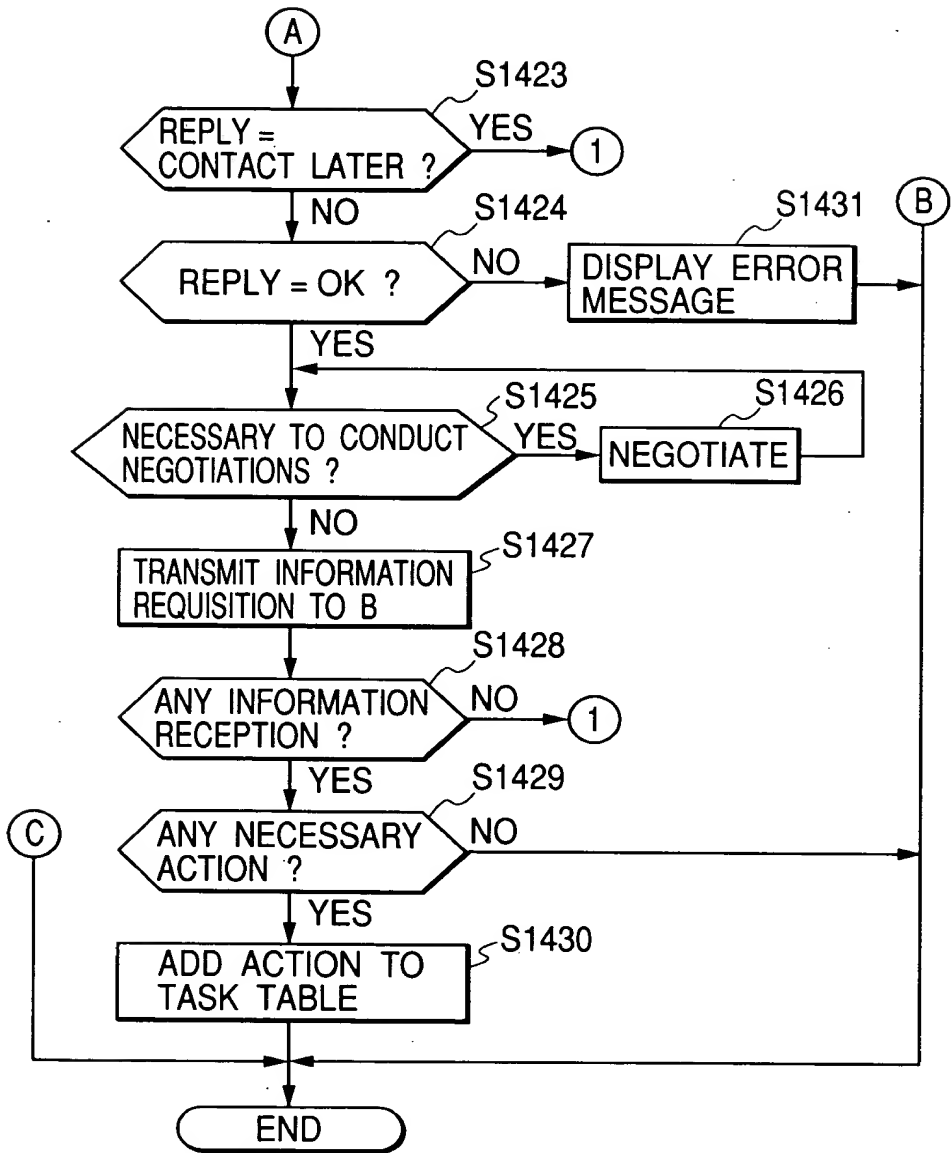 A
S1423
REPLY =
CONTACT LATER ?
YES
1
NO
S1424
REPLY = OK ?
NO
S1431
DISPLAY ERROR
MESSAGE
B
YES
S1425
NECESSARY TO CONDUCT
NEGOTIATIONS ?
YES
S1426
NEGOTIATE
NO
S1427
TRANSMIT INFORMATION
REQUISITION TO B
S1428
ANY INFORMATION
RECEPTION ?
NO
1
YES
S1429
ANY NECESSARY
ACTION ?
NO
C
YES
S1430
ADD ACTION TO
TASK TABLE
END